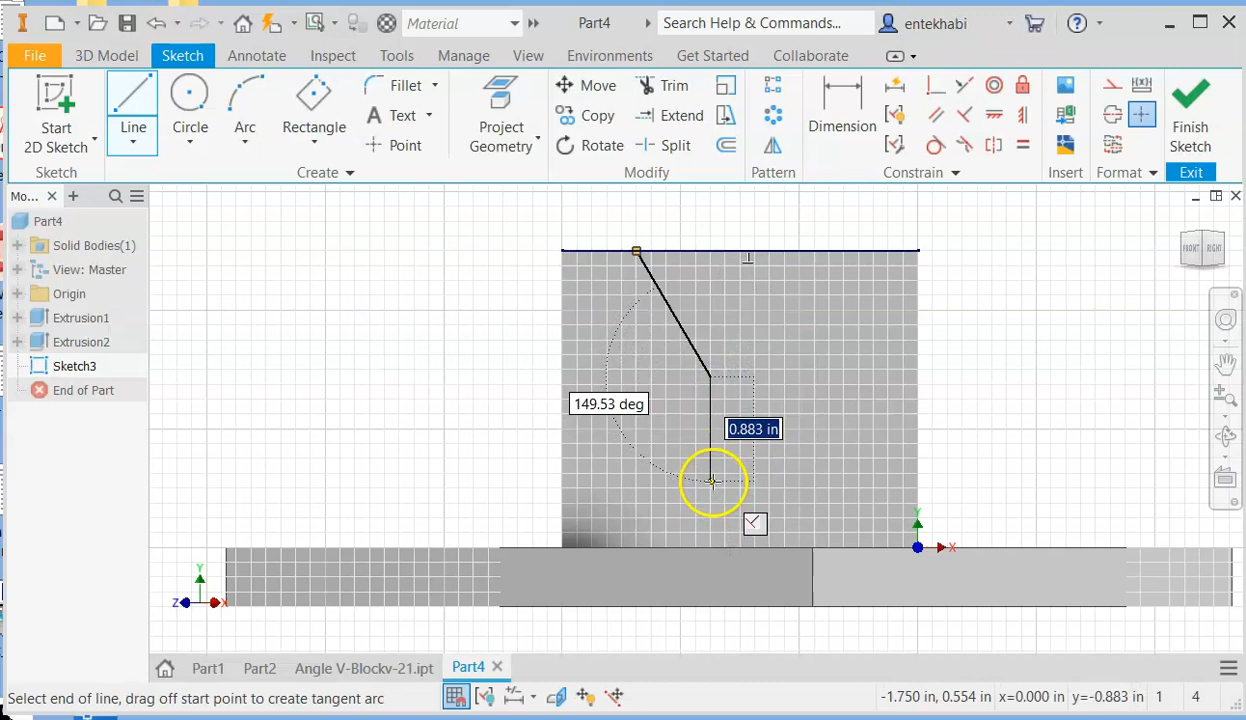 Material
Part4
Search Help & Commands...
entekhabi
File
3D Model
Sketch
Annotate
Inspect
Tools
Manage
View
Environments
Get Started
Collaborate
Start
2D Sketch
Line
Circle
Arc
Rectangle
Fillet
Text
Point
Project
Geometry
Move
Copy
Rotate
Trim
Extend
Split
Dimension
Finish
Sketch
Sketch
Create
Modify
Pattern
Constrain
Insert
Format
Exit
Mo...
Part4
Solid Bodies(1)
View: Master
Origin
Extrusion1
Extrusion2
Sketch3
End of Part
FRONT
RIGHT
149.53 deg
0.883 in
Y
X
Y
Z
X
Part1
Part2
Angle V-Blockv-21.ipt
Part4
Select end of line, drag off start point to create tangent arc
-1.750 in, 0.554 in
x=0.000 in
y=-0.883 in
1
4